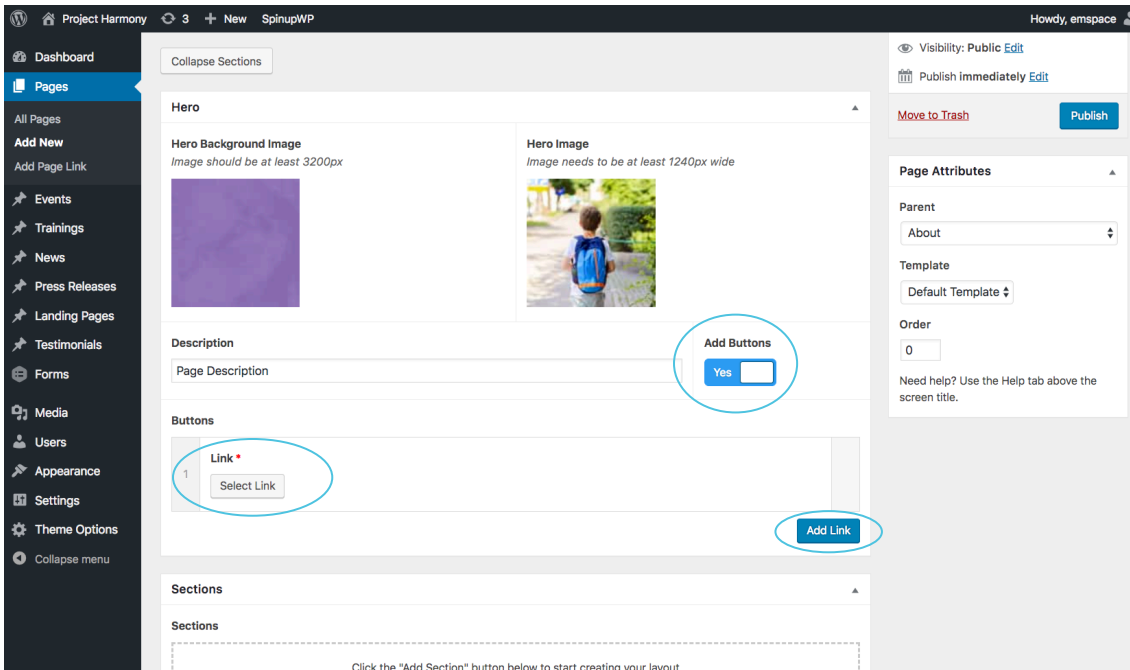 Project Harmony 3 New SpinupWP Howdy, emspace
Dashboard
Pages
All Pages
Add New
Add Page Link
Events
Trainings
News
Press Releases
Landing Pages
Testimonials
Forms
Media
Users
Appearance
Settings
Theme Options
Collapse menu
Collapse Sections
Hero
Hero Background Image
Image should be at least 3200px
Hero Image
Image needs to be at least 1240px wide
Description
Page Description
Add Buttons
Yes
Buttons
1
Link *
Select Link
Add Link
Sections
Sections
Click the "Add Section" button below to start creating your layout
Visibility: Public Edit
Publish immediately Edit
Move to Trash
Publish
Page Attributes
Parent
About
Template
Default Template
Order
0
Need help? Use the Help tab above the
screen title.